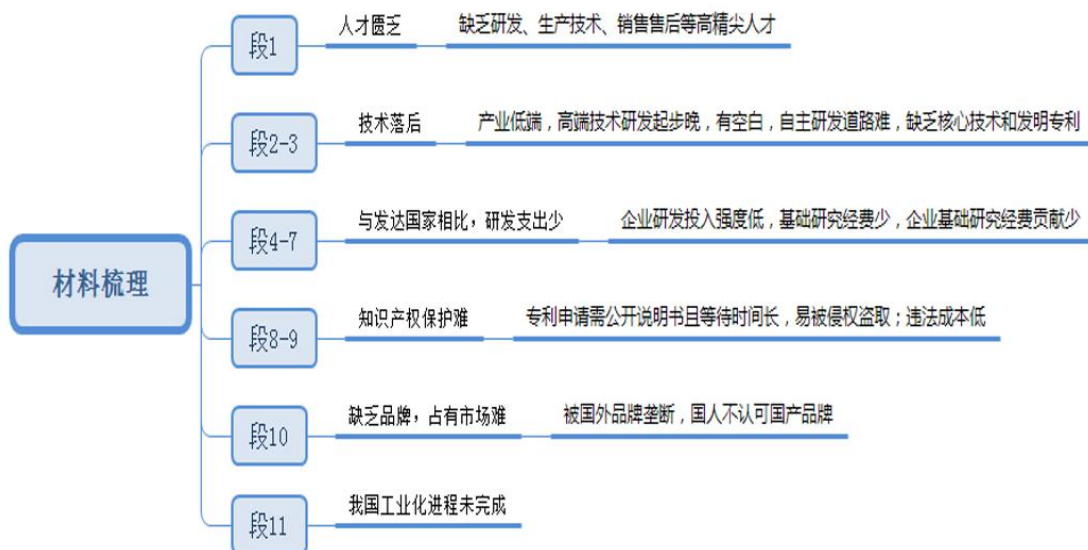 材料梳理
段1
人才匮乏
缺乏研发、生产技术、销售售后等高精尖人才
段2-3
技术落后
产业低端，高端技术研发起步晚，有空白，自主研发道路难，缺乏核心技术和发明专利
段4-7
与发达国家相比，研发支出少
企业研发投入强度低，基础研究经费少，企业基础研究经费贡献少
段8-9
知识产权保护难
专利申请需公开说明书且等待时间长，易被侵权盗取；违法成本低
段10
缺乏品牌，占有市场难
被国外品牌垄断，国人不认可国产品牌
段11
我国工业化进程未完成